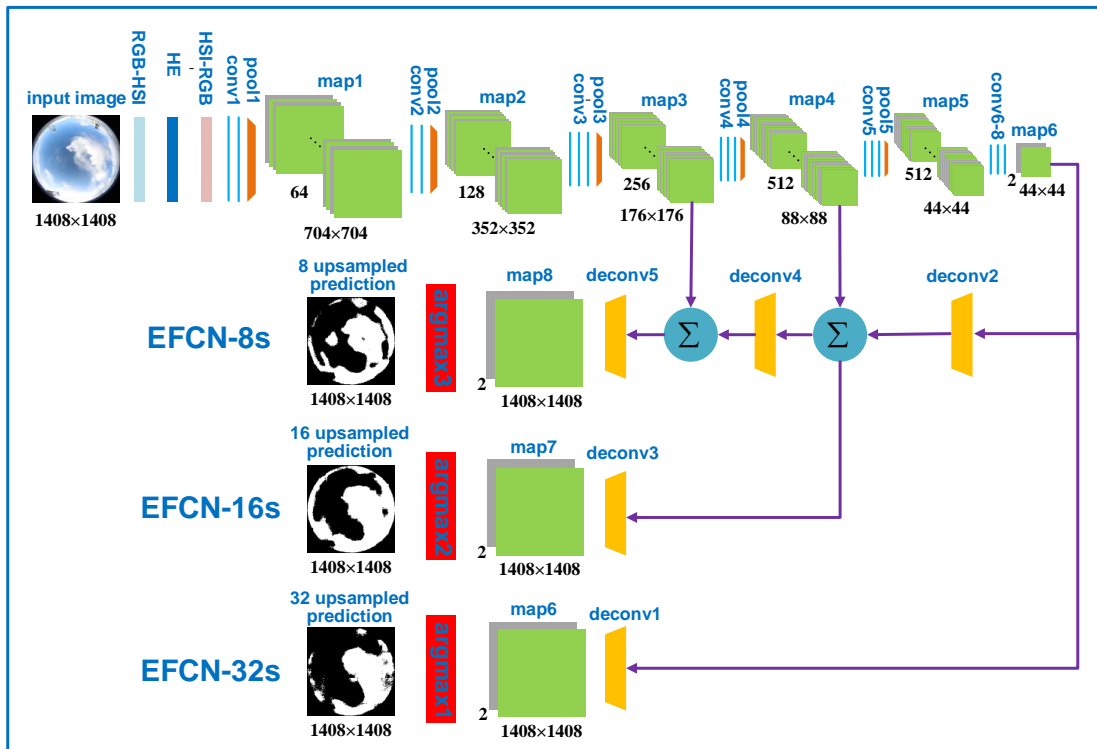 input image
1408×1408
RGB-HSI
HE
HSI-RGB
conv1
pool1
map1
64
704×704
conv2
pool2
map2
128
352×352
conv3
pool3
map3
256
176×176
conv4
pool4
map4
512
88×88
conv5
pool5
map5
512
44×44
conv6-8
map6
2
44×44
EFCN-8s
8 upsampled
prediction
1408×1408
argmax3
map8
2
1408×1408
deconv5
Σ
deconv4
Σ
deconv2
EFCN-16s
16 upsampled
prediction
1408×1408
argmax2
map7
2
1408×1408
deconv3
EFCN-32s
32 upsampled
prediction
1408×1408
argmax1
map6
2
1408×1408
deconv1